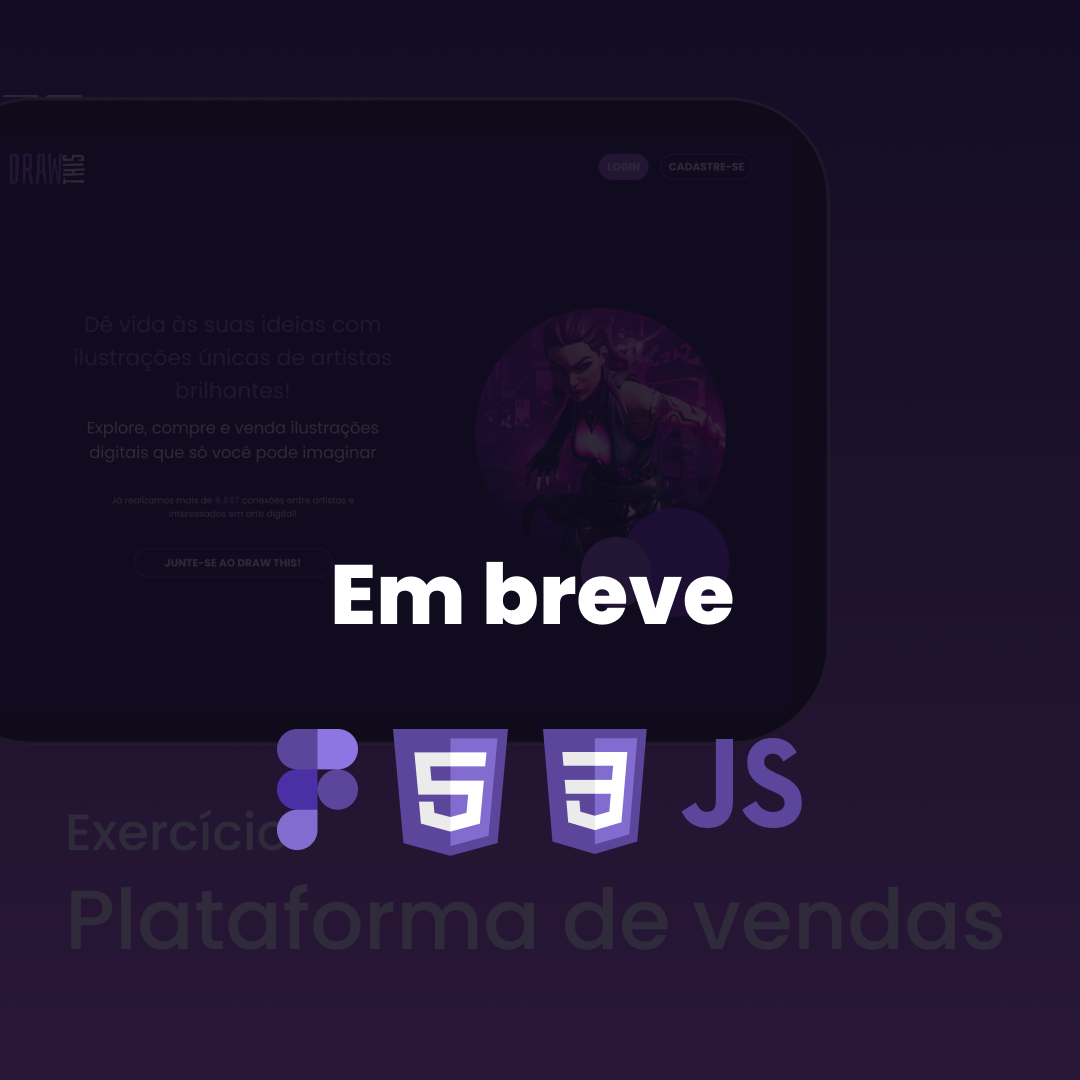 DRAW THIS
LOGIN
CADASTRE-SE
Dê vida às suas ideias com
ilustrações únicas de artistas
brilhantes!
Explore, compre e venda ilustrações
digitais que só você pode imaginar
Já realizamos mais de 5.857 conexões entre artistas e
interessados em arte digital!
JUNTE-SE AO DRAW THIS!
Em breve
5
3
JS
Exercício
Plataforma de vendas